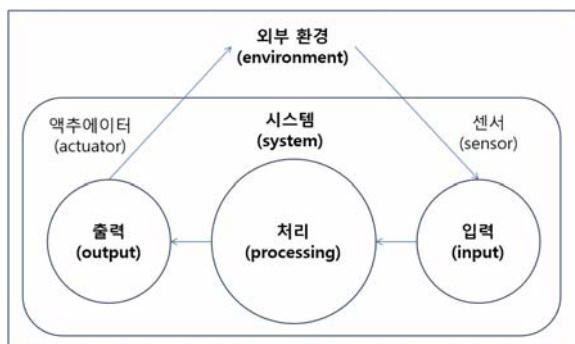 외부 환경
(environment)
액추에이터
(actuator)
시스템
(system)
센서
(sensor)
출력
(output)
처리
(processing)
입력
(input)